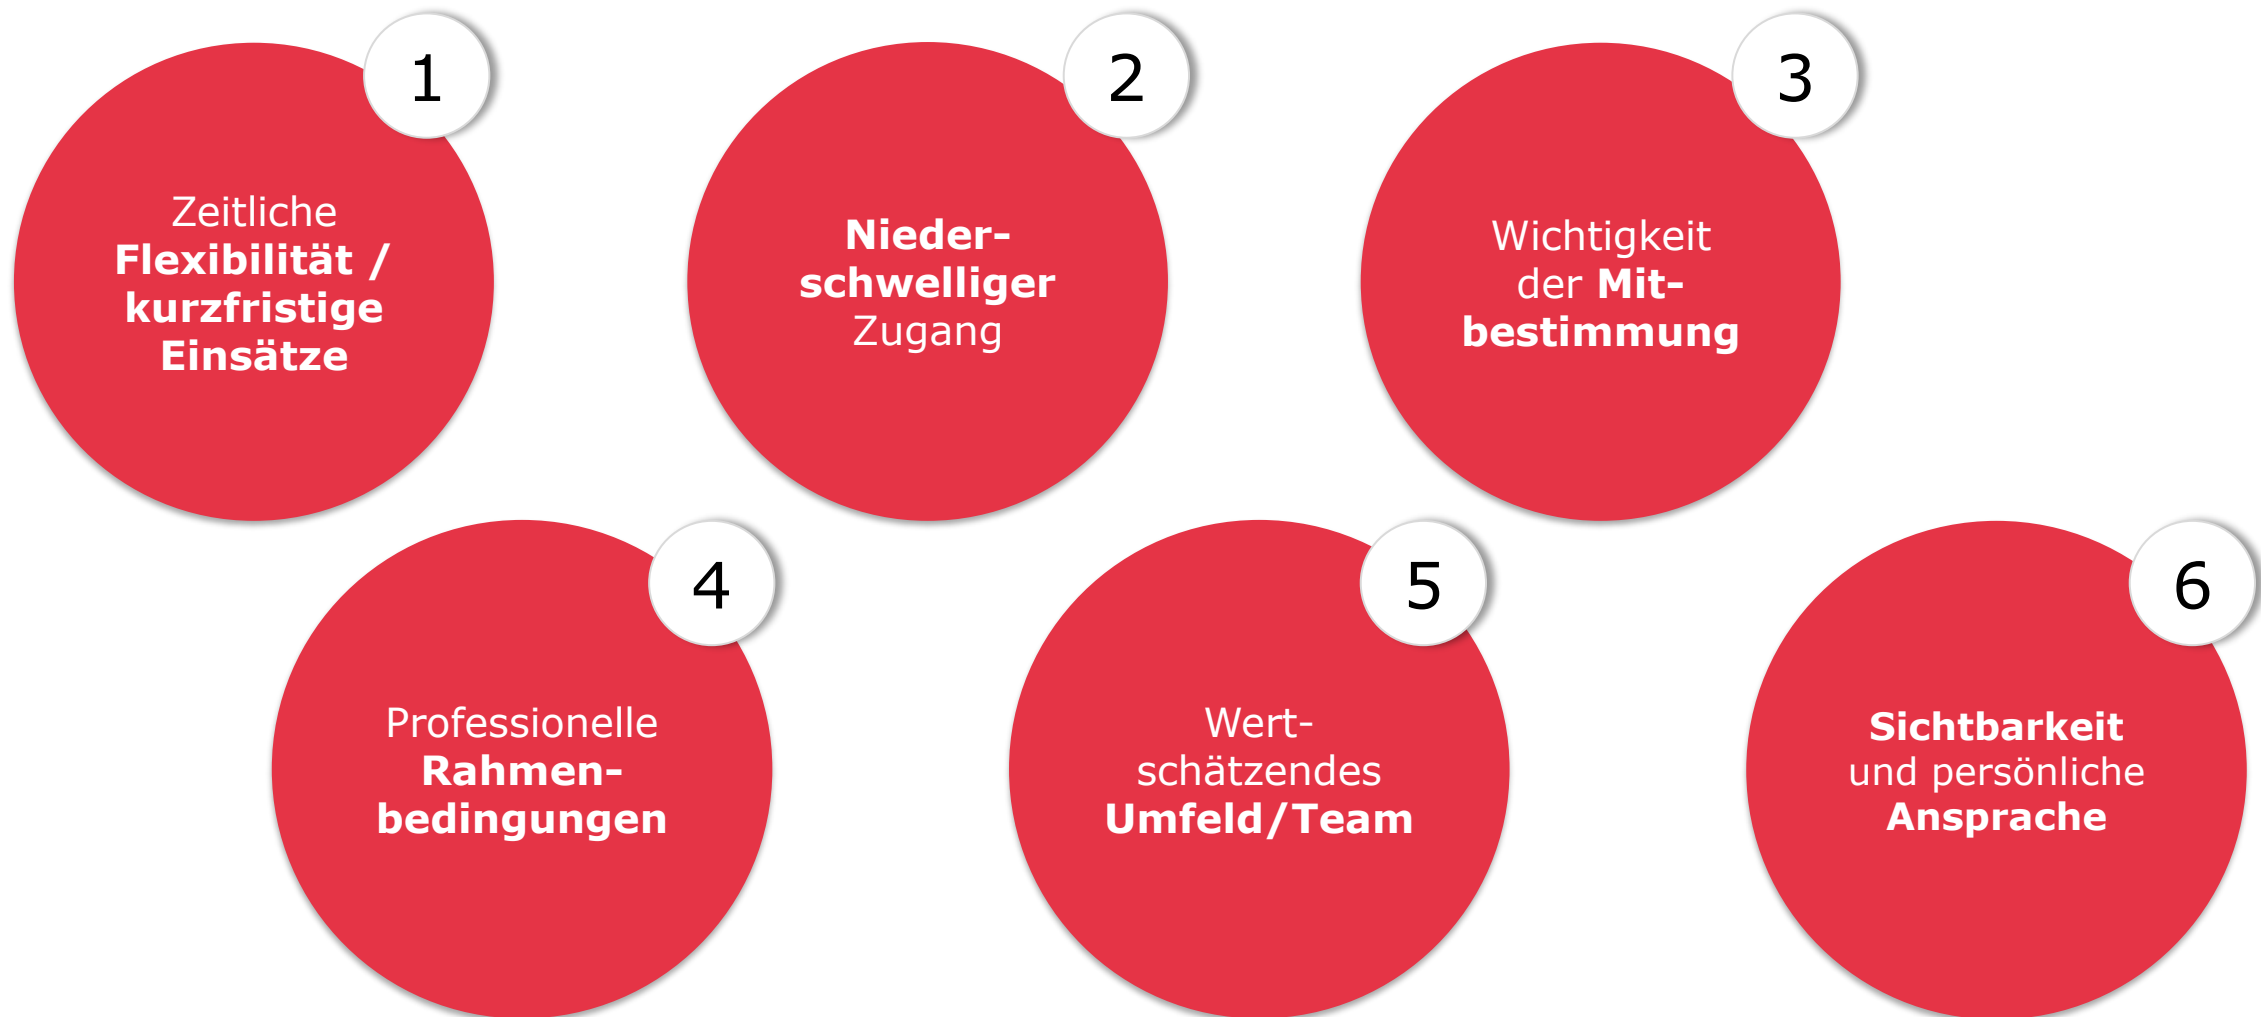 1
Zeitliche
Flexibilität /
kurzfristige
Einsätze
2
Nieder-
schwelliger
Zugang
3
Wichtigkeit
der Mit-
bestimmung
4
Professionelle
Rahmen-
bedingungen
5
Wert-
schätzendes
Umfeld/Team
6
Sichtbarkeit
und persönliche
Ansprache